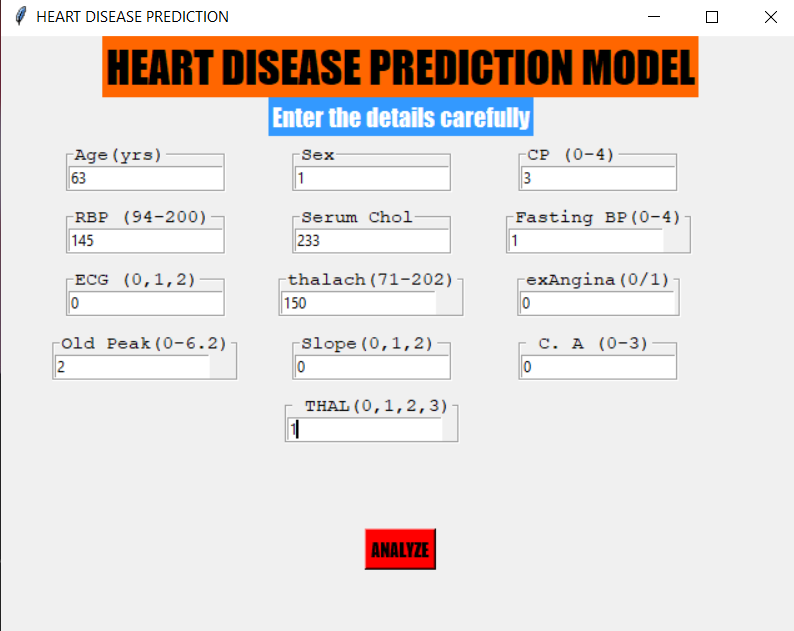 HEART DISEASE PREDICTION
HEART DISEASE PREDICTION MODEL
Enter the details carefully
Age(yrs) Sex CP (0-4)
63 1 3
RBP (94-200) Serum Chol Fasting BP(0-4)
145 233 1
ECG (0,1,2) thalach(71-202) exAngina(0/1)
0 150 0
Old Peak(0-6.2) Slope(0,1,2) C. A (0-3)
2 0 0
THAL(0,1,2,3)
1
ANALYZE